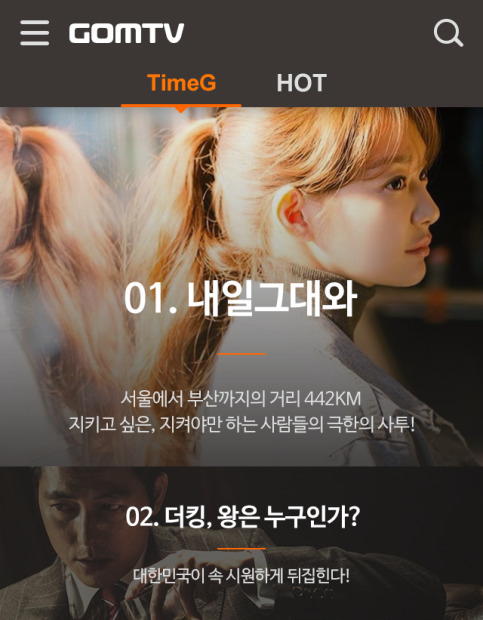 GOMTV
TimeG
HOT
01. 내일그대와
서울에서 부산까지의 거리 442KM
지키고 싶은, 지켜야만 하는 사람들의 극한의 사투!
02. 더킹, 왕은 누구인가?
대한민국이 속 시원하게 뒤집힌다!